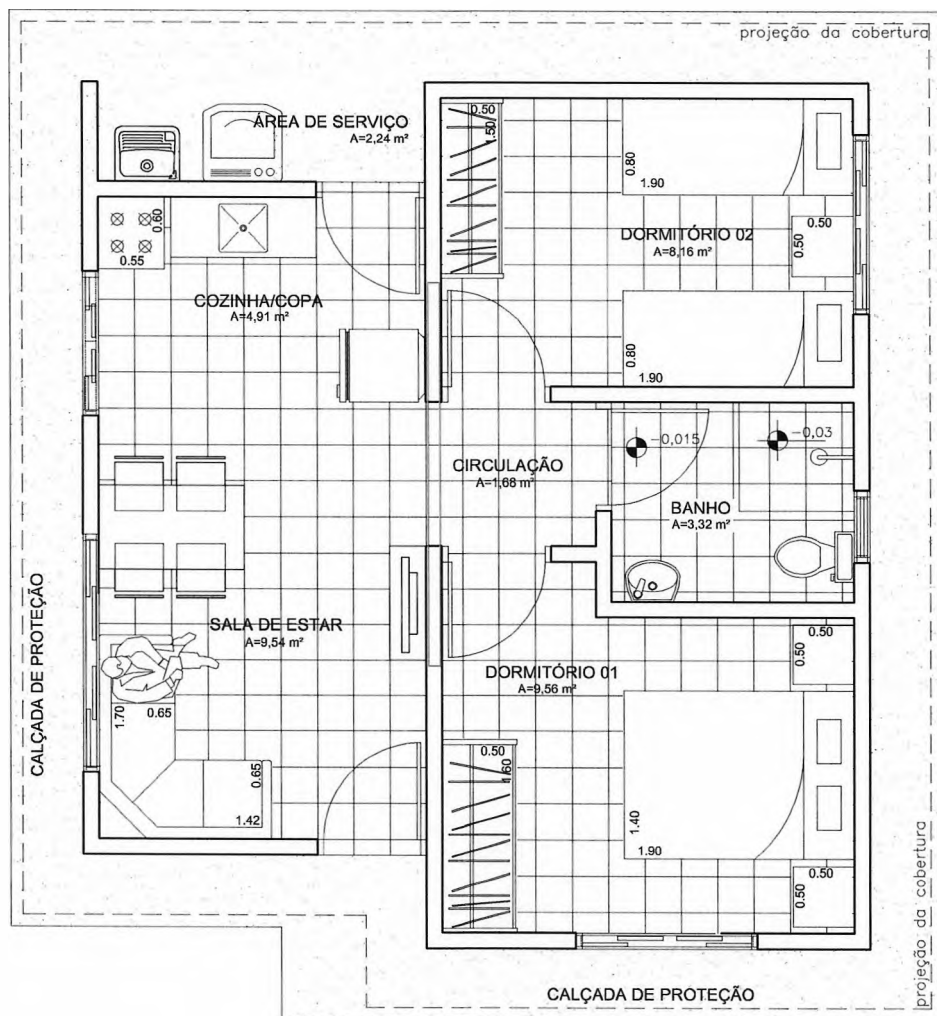 projeção da cobertura
ÁREA DE SERVIÇO
A=2,24 m²
0.50
1.50
0.80
1.90
0.60
0.55
DORMITÓRIO 02
A=8,16 m²
0.50
0.50
COZINHA/COPA
A=4,91 m²
0.80
1.90
-0,015
-0,03
CIRCULAÇÃO
A=1,68 m²
BANHO
A=3,32 m²
CALÇADA DE PROTEÇÃO
SALA DE ESTAR
A=9,54 m²
0.50
0.50
DORMITÓRIO 01
A=9,56 m²
1.70
0.65
0.65
1.42
0.50
1.60
1.40
1.90
0.50
0.50
projeção da cobertura
CALÇADA DE PROTEÇÃO